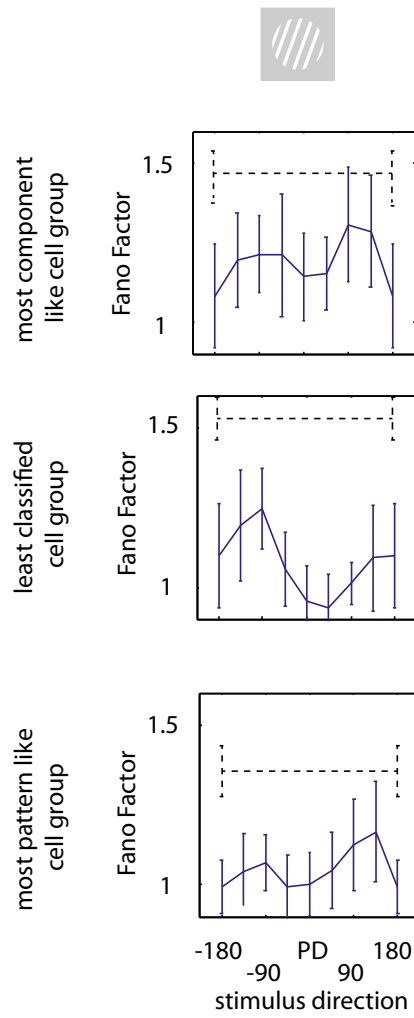 most component
like cell group
Fano Factor
1.5
1
least classified
cell group
Fano Factor
1.5
1
most pattern like
cell group
Fano Factor
1.5
1
-180 PD 180
-90 90
stimulus direction